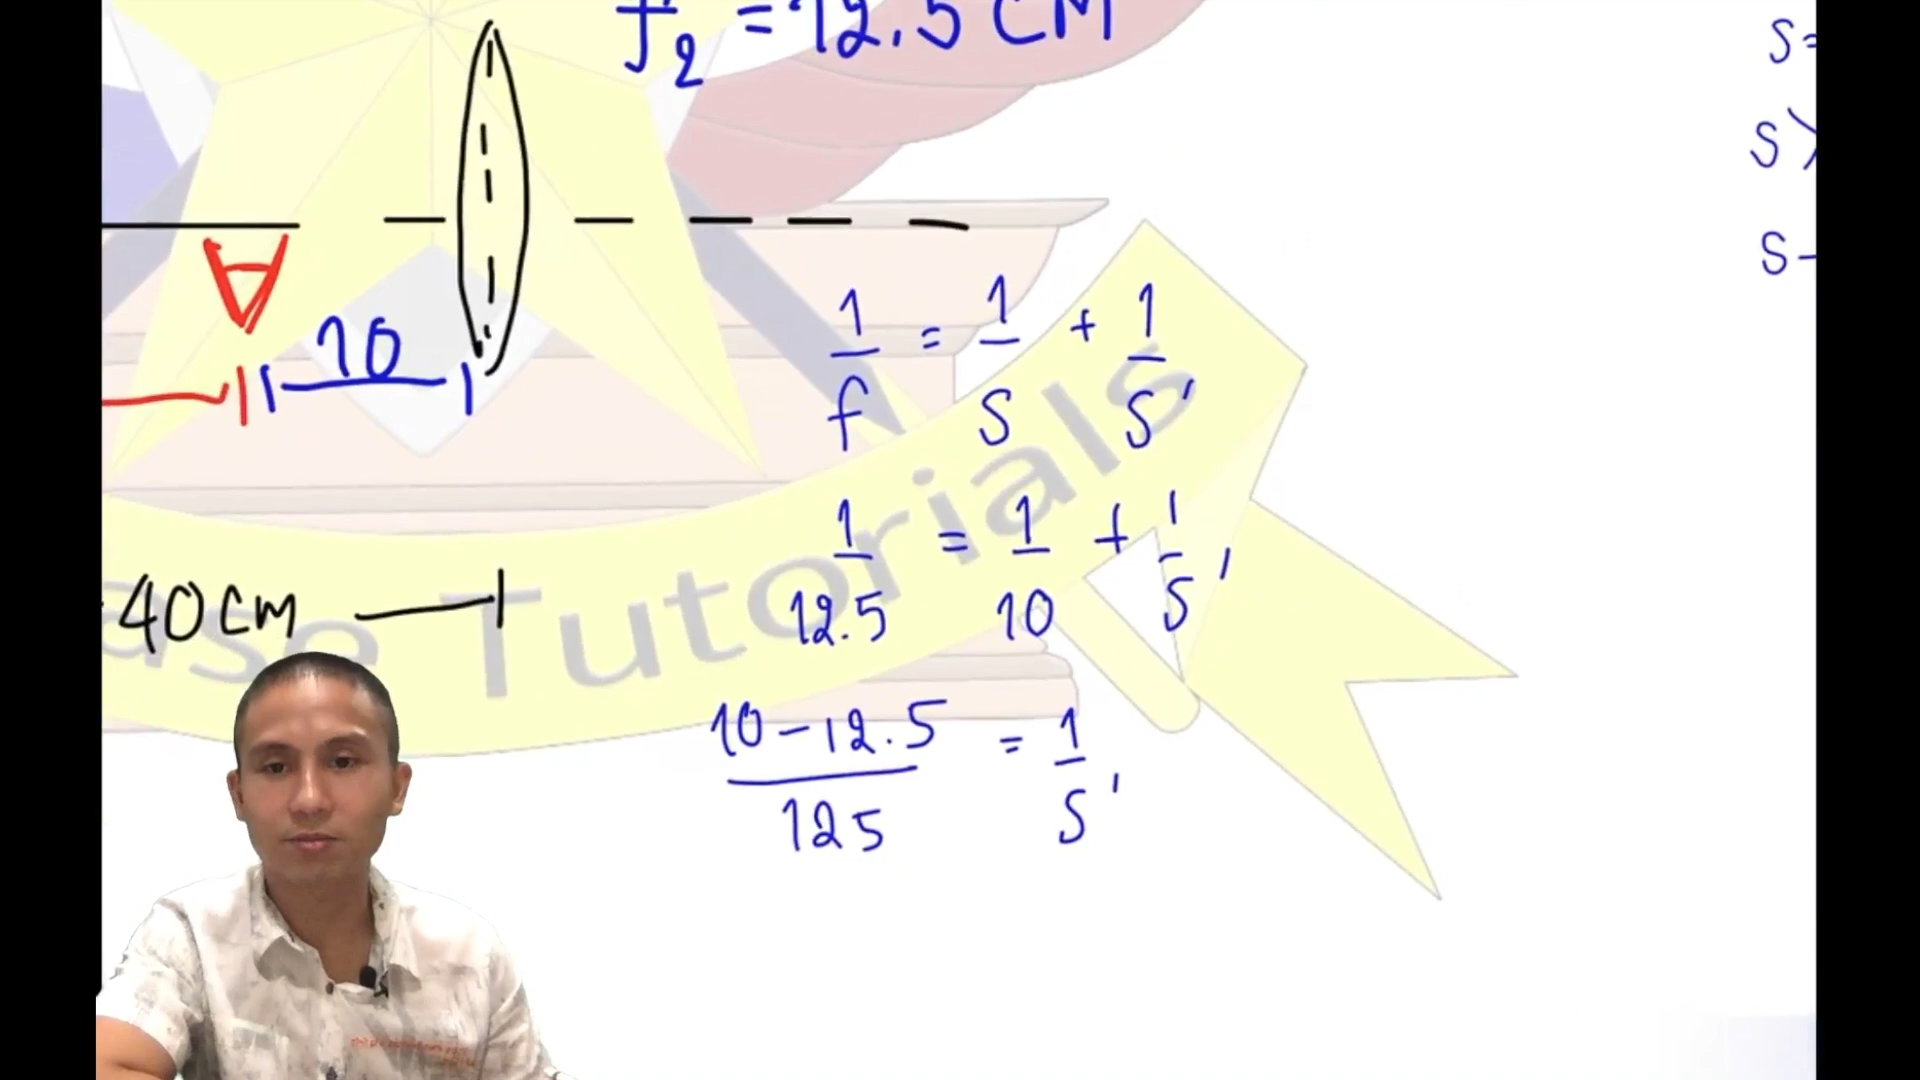 f₂ = 12.5 CM
S=
S
S-
10
1/f = 1/S + 1/S'
1/12.5 = 1/10 + 1/S'
40 CM
ase Tutorials
(10-12.5)/125 = 1/S'